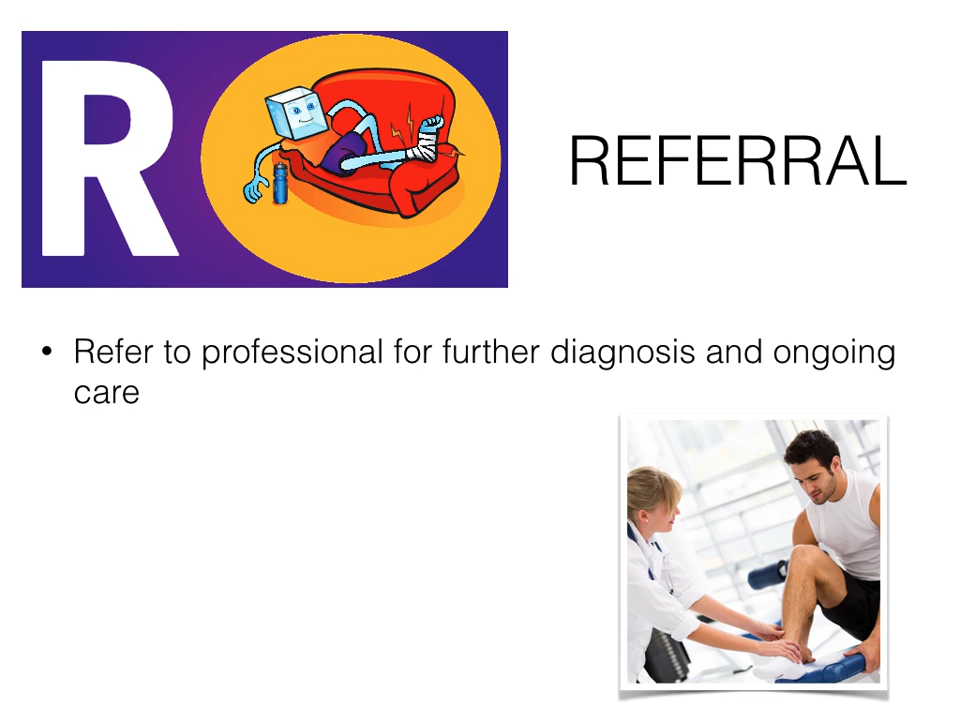 R
REFERRAL
• Refer to professional for further diagnosis and ongoing
care